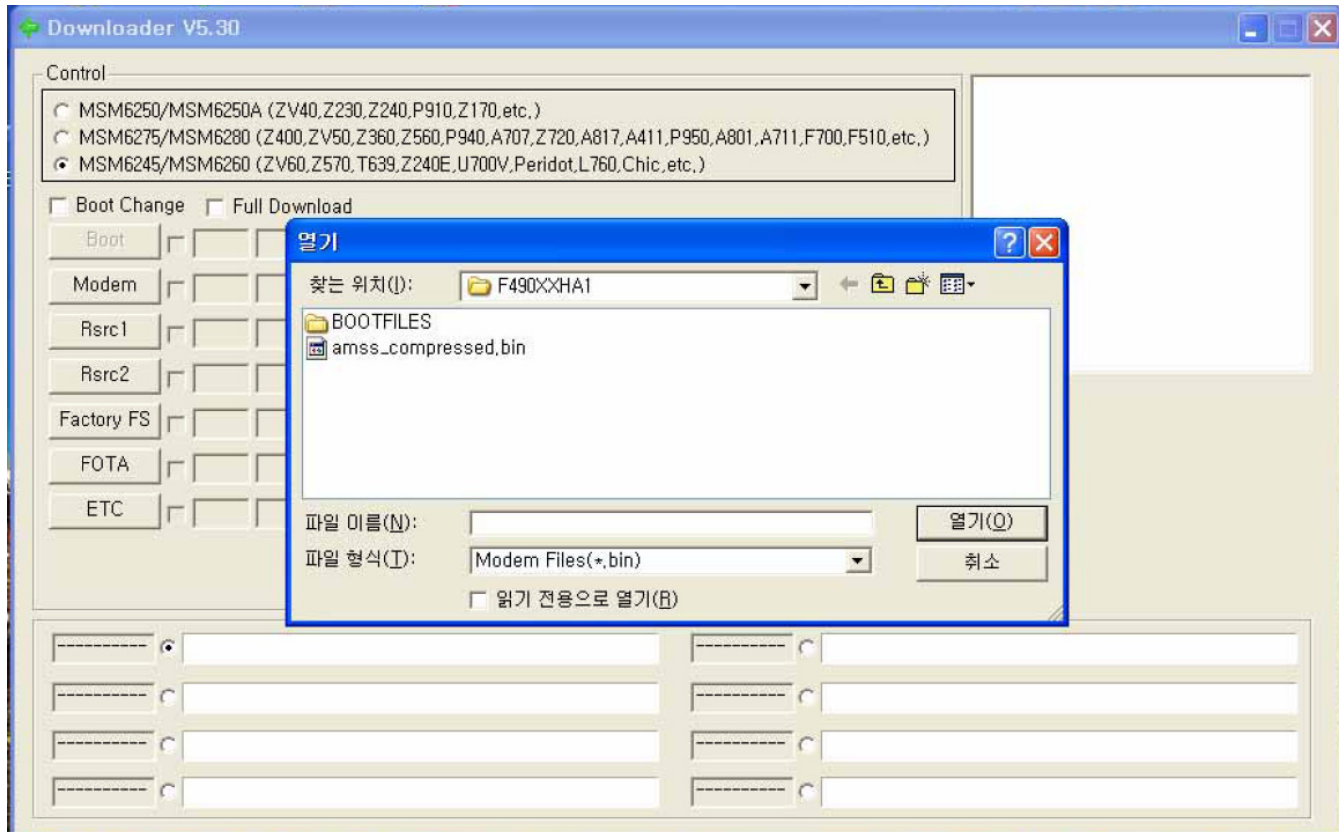 Downloader V5.30
Control
MSM6250/MSM6250A (ZV40,Z230,Z240,P910,Z170,etc.)
MSM6275/MSM6280 (Z400,ZV50,Z360,Z560,P940,A707,Z720,A817,A411,P950,A801,A711,F700,F510,etc.)
MSM6245/MSM6260 (ZV60,Z570,T639,Z240E,U700V,Peridot,L760,Chic,etc.)
Boot Change Full Download
Boot
Modem
Rsrc1
Rsrc2
Factory FS
FOTA
ETC
열기
찾는 위치(I): F490XXHA1
BOOTFILES
amss_compressed.bin
파일 이름(N): 열기(O)
파일 형식(T): Modem Files(*.bin) 취소
읽기 전용으로 열기(R)
---------- ----------
---------- ----------
---------- ----------
---------- ----------